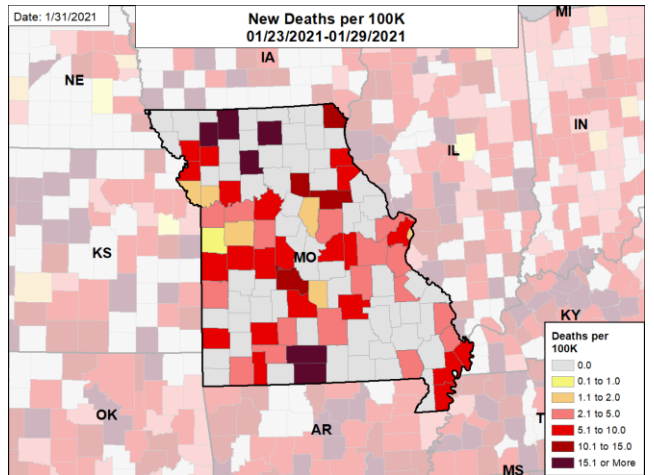 Date: 1/31/2021
New Deaths per 100K
01/23/2021-01/29/2021
MI
IA
NE
IN
IL
KS
MO
KY
Deaths per
100K
0.0
0.1 to 1.0
1.1 to 2.0
2.1 to 5.0
5.1 to 10.0
10.1 to 15.0
15.1 or More
OK
AR
T
MS